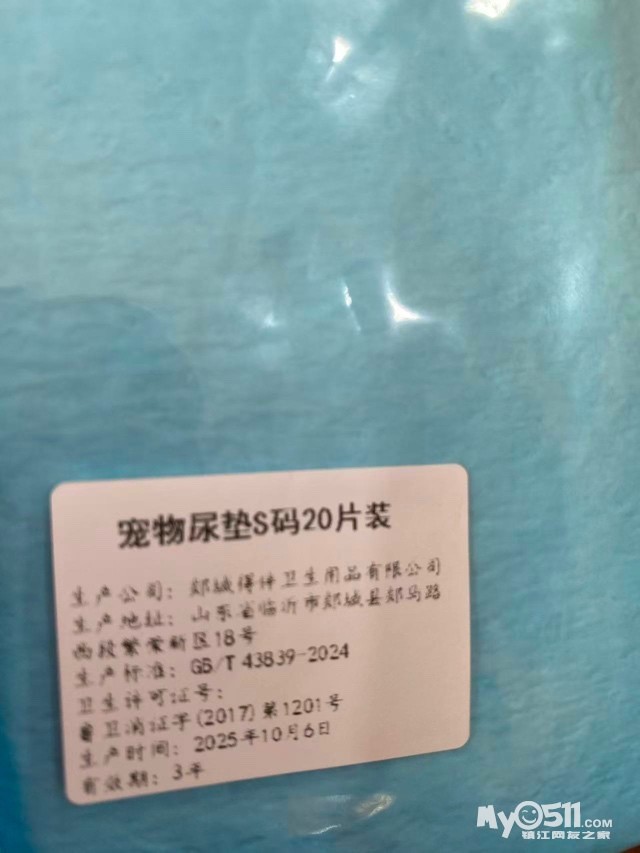 宠物尿垫S码20片装
生产公司: 郯城得伴卫生用品有限公司
生产地址: 山东省临沂市郯城县郯马路
西段繁荣新区18号
生产标准: GB/T 43839-2024
卫生许可证号:
鲁卫消证字(2017)第1201号
生产时间: 2025年10月6日
有效期: 3年
My0511.com
镇江网友之家